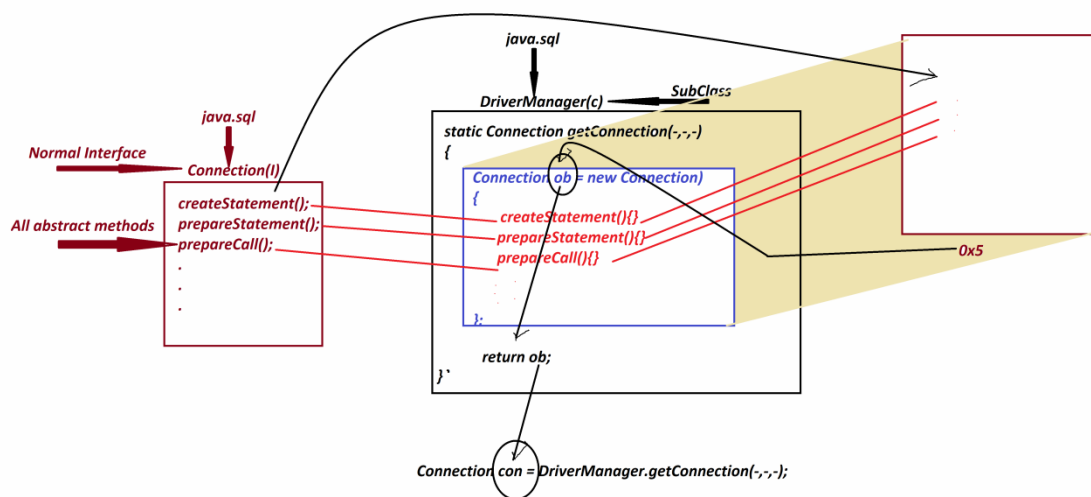 java.sql
DriverManager(c)
SubClass
static Connection getConnection(-,-,-)
{
Connection ob = new Connection)
{
createStatement(){}
prepareStatement(){}
prepareCall(){}
};
return ob;
}`
java.sql
Normal Interface
Connection(I)
createStatement();
All abstract methods
prepareStatement();
prepareCall();
.
.
.
0x5
Connection con = DriverManager.getConnection(-,-,-);